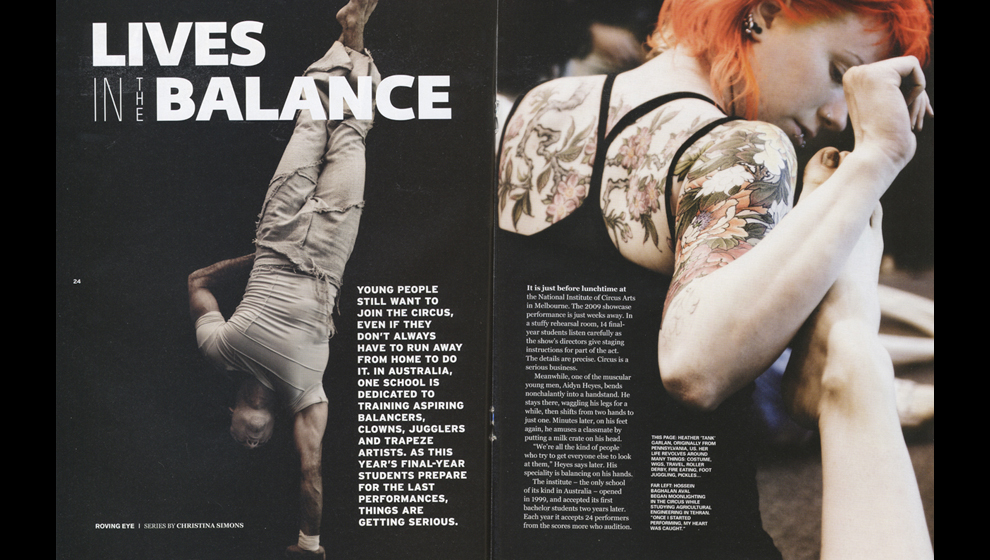 LIVES
IN THE BALANCE
24
YOUNG PEOPLE
STILL WANT TO
JOIN THE CIRCUS,
EVEN IF THEY
DON'T ALWAYS
HAVE TO RUN AWAY
FROM HOME TO DO
IT. IN AUSTRALIA,
ONE SCHOOL IS
DEDICATED TO
TRAINING ASPIRING
BALANCERS,
CLOWNS, JUGGLERS
AND TRAPEZE
ARTISTS. AS THIS
YEAR'S FINAL-YEAR
STUDENTS PREPARE
FOR THE LAST
PERFORMANCES,
THINGS ARE
GETTING SERIOUS.
ROVING EYE | SERIES BY CHRISTINA SIMONS
It is just before lunchtime at
the National Institute of Circus Arts
in Melbourne. The 2009 showcase
performance is just weeks away. In
a stuffy rehearsal room, 14 final-
year students listen carefully as
the show's directors give staging
instructions for part of the act.
The details are precise. Circus is a
serious business.
Meanwhile, one of the muscular
young men, Aidyn Heyes, bends
nonchalantly into a handstand. He
stays there, waggling his legs for a
while, then shifts from two hands to
just one. Minutes later, on his feet
again, he amuses a classmate by
putting a milk crate on his head.
"We're all the kind of people
who try to get everyone else to look
at them," Heyes says later. His
speciality is balancing on his hands.
The institute – the only school
of its kind in Australia – opened
in 1999, and accepted its first
bachelor students two years later.
Each year it accepts 24 performers
from the scores more who audition.
THIS PAGE: HEATHER "TANK"
GARLAN, ORIGINALLY FROM
PENNSYLVANIA, US. HER
LIFE REVOLVES AROUND
MANY THINGS: COSTUME,
WIGS, TRAVEL, ROLLER
DERBY, FIRE EATING, FOOT
JUGGLING, PICKLES...
FAR LEFT: HOSSEIN
BAGHALAN AVAL
BEGAN MOONLIGHTING
IN THE CIRCUS WHILE
STUDYING AGRICULTURAL
ENGINEERING IN TEHRAN.
"ONCE I STARTED
PERFORMING, MY HEART
WAS CAUGHT."